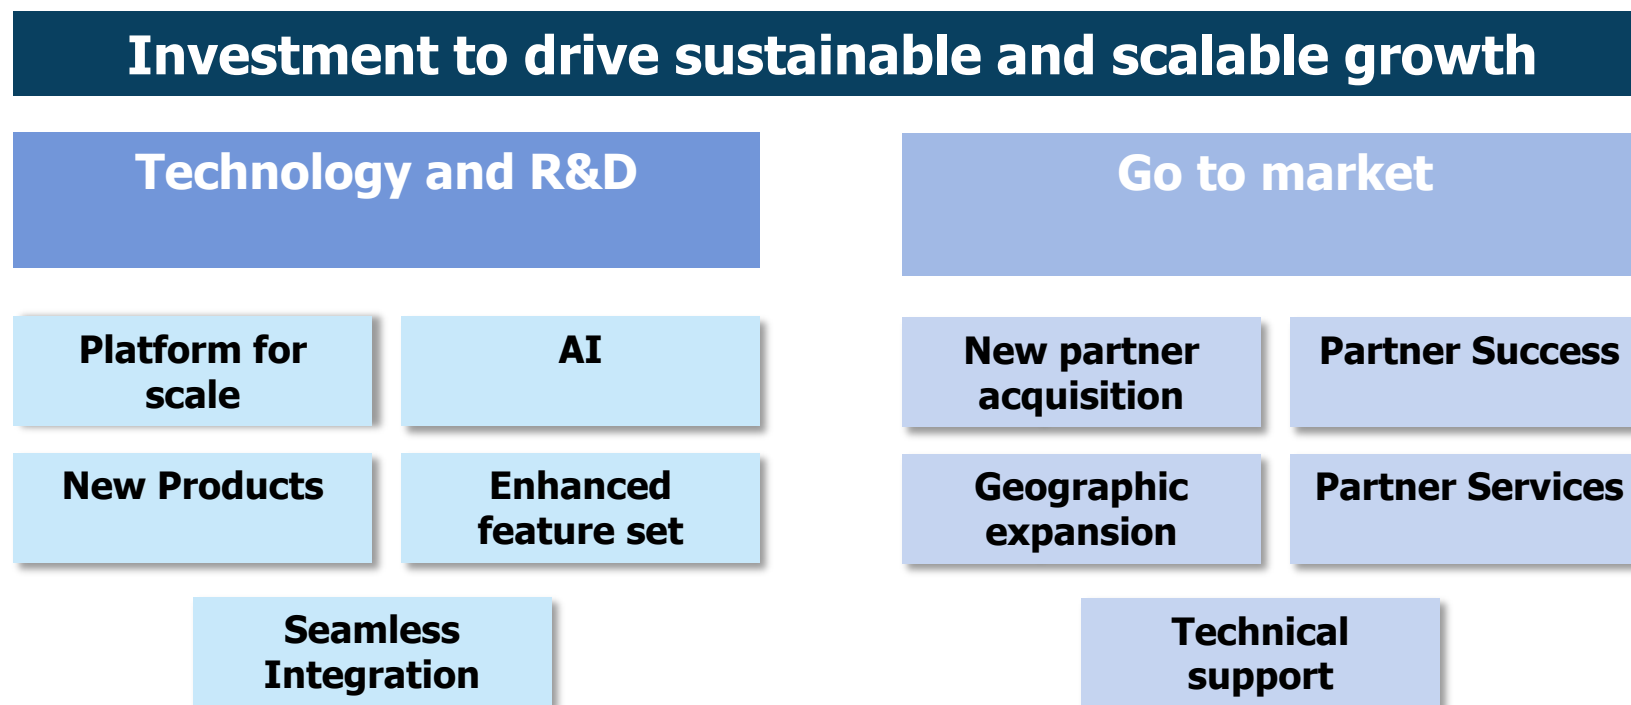 Investment to drive sustainable and scalable growth
Technology and R&D
Platform for
scale
AI
New Products
Enhanced
feature set
Seamless
Integration
Go to market
New partner
acquisition
Partner Success
Geographic
expansion
Partner Services
Technical
support